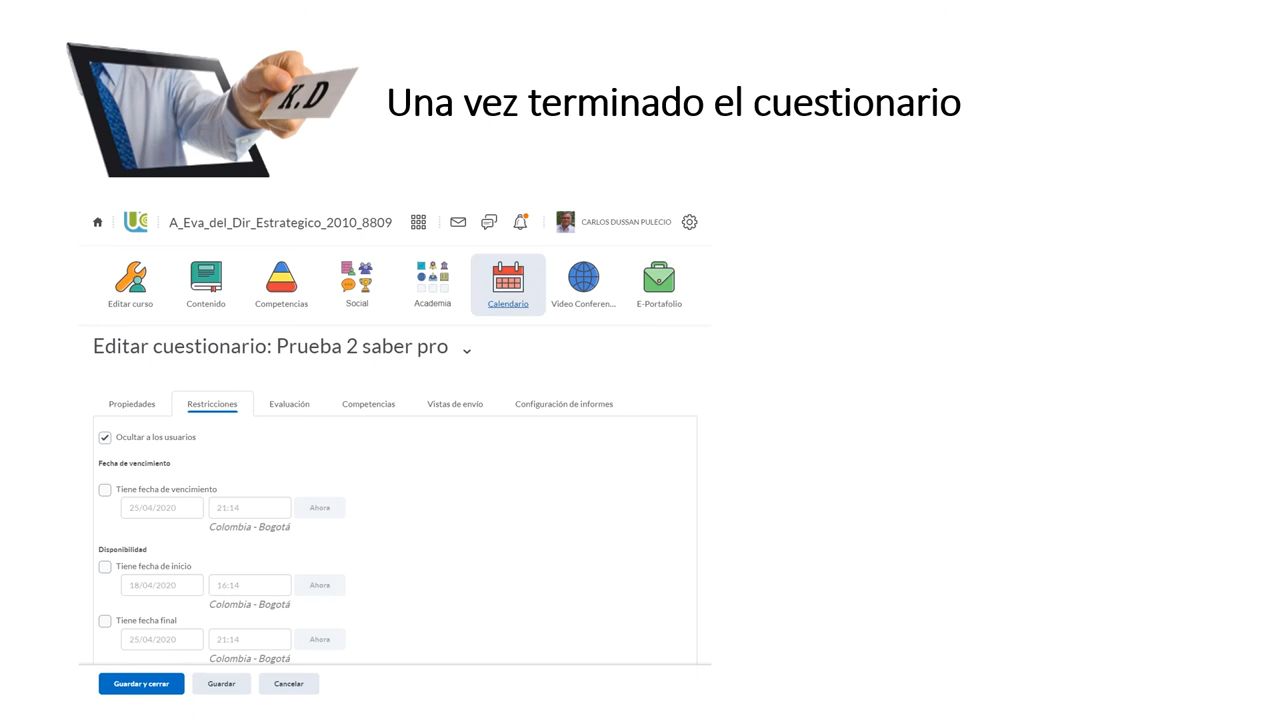 K.D
Una vez terminado el cuestionario
UC A_Eva_del_Dir_Estrategico_2010_8809 CARLOS DUSSAN PULECIO
Editar curso Contenido Competencias Social Academia Calendario Video Conferen... E-Portafolio
Editar cuestionario: Prueba 2 saber pro
Propiedades Restricciones Evaluación Competencias Vistas de envío Configuración de informes
Ocultar a los usuarios
Fecha de vencimiento
Tiene fecha de vencimiento
25/04/2020 21:14 Ahora
Colombia - Bogotá
Disponibilidad
Tiene fecha de inicio
18/04/2020 16:14 Ahora
Colombia - Bogotá
Tiene fecha final
25/04/2020 21:14 Ahora
Colombia - Bogotá
Guardar y cerrar Guardar Cancelar